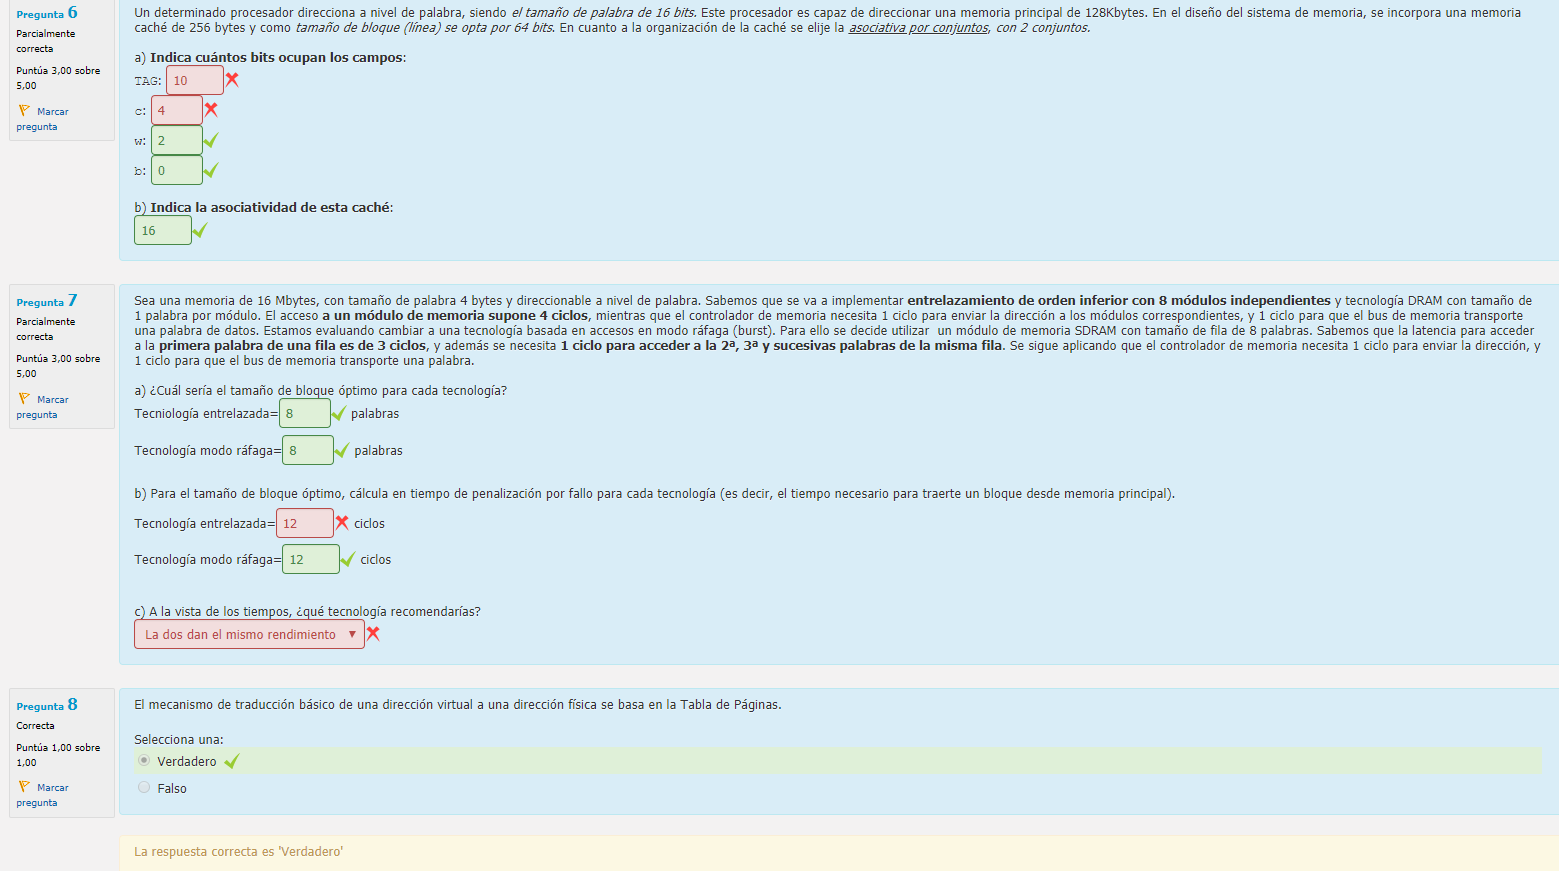 Pregunta 6
Parcialmente
correcta
Puntúa 3,00 sobre
5,00
Marcar
pregunta
Un determinado procesador direcciona a nivel de palabra, siendo el tamaño de palabra de 16 bits. Este procesador es capaz de direccionar una memoria principal de 128Kbytes. En el diseño del sistema de memoria, se incorpora una memoria
caché de 256 bytes y como tamaño de bloque (línea) se opta por 64 bits. En cuanto a la organización de la caché se elije la asociativa por conjuntos, con 2 conjuntos.
a) Indica cuántos bits ocupan los campos:
TAG: 10
c: 4
w: 2
b: 0
b) Indica la asociatividad de esta caché:
16
Pregunta 7
Parcialmente
correcta
Puntúa 3,00 sobre
5,00
Marcar
pregunta
Sea una memoria de 16 Mbytes, con tamaño de palabra 4 bytes y direccionable a nivel de palabra. Sabemos que se va a implementar entrelazamiento de orden inferior con 8 módulos independientes y tecnología DRAM con tamaño de
1 palabra por módulo. El acceso a un módulo de memoria supone 4 ciclos, mientras que el controlador de memoria necesita 1 ciclo para enviar la dirección a los módulos correspondientes, y 1 ciclo para que el bus de memoria transporte
una palabra de datos. Estamos evaluando cambiar a una tecnología basada en accesos en modo ráfaga (burst). Para ello se decide utilizar un módulo de memoria SDRAM con tamaño de fila de 8 palabras. Sabemos que la latencia para acceder
a la primera palabra de una fila es de 3 ciclos, y además se necesita 1 ciclo para acceder a la 2ª, 3ª y sucesivas palabras de la misma fila. Se sigue aplicando que el controlador de memoria necesita 1 ciclo para enviar la dirección, y
1 ciclo para que el bus de memoria transporte una palabra.
a) ¿Cuál sería el tamaño de bloque óptimo para cada tecnología?
Tecniología entrelazada= 8 palabras
Tecnología modo ráfaga= 8 palabras
b) Para el tamaño de bloque óptimo, cálcula en tiempo de penalización por fallo para cada tecnología (es decir, el tiempo necesario para traerte un bloque desde memoria principal).
Tecnología entrelazada= 12 ciclos
Tecnología modo ráfaga= 12 ciclos
c) A la vista de los tiempos, ¿qué tecnología recomendarías?
La dos dan el mismo rendimiento
Pregunta 8
Correcta
Puntúa 1,00 sobre
1,00
Marcar
pregunta
El mecanismo de traducción básico de una dirección virtual a una dirección física se basa en la Tabla de Páginas.
Selecciona una:
Verdadero
Falso
La respuesta correcta es 'Verdadero'